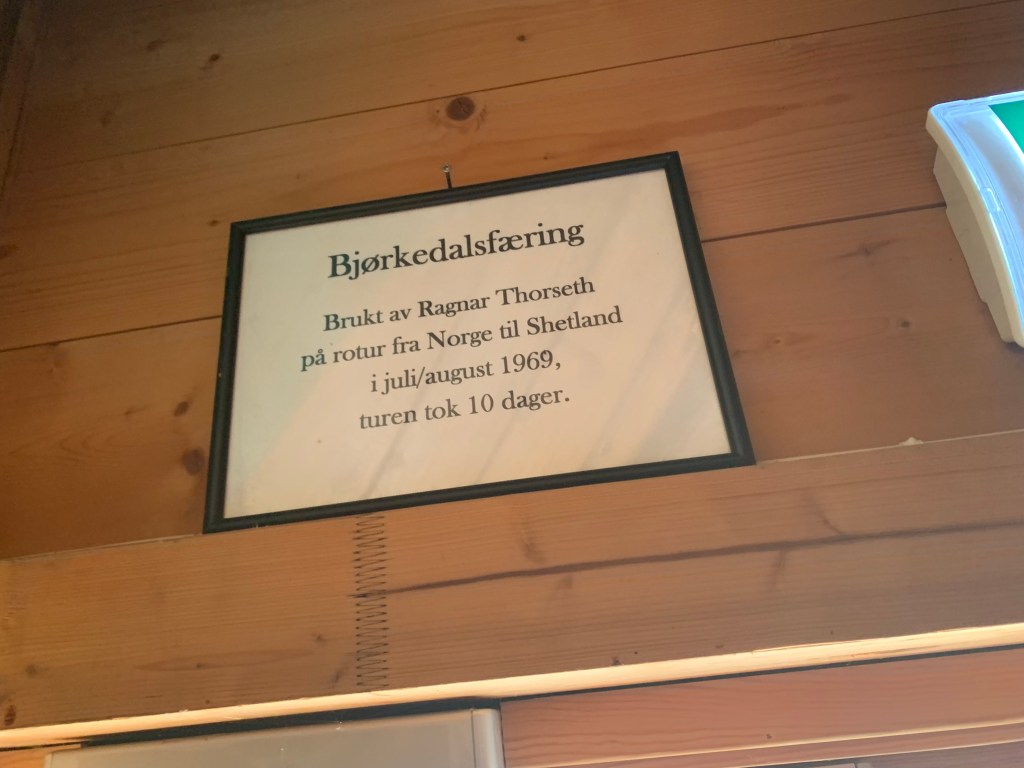 Bjørkedalsfæring
Brukt av Ragnar Thorseth
på rotur fra Norge til Shetland
i juli/august 1969,
turen tok 10 dager.